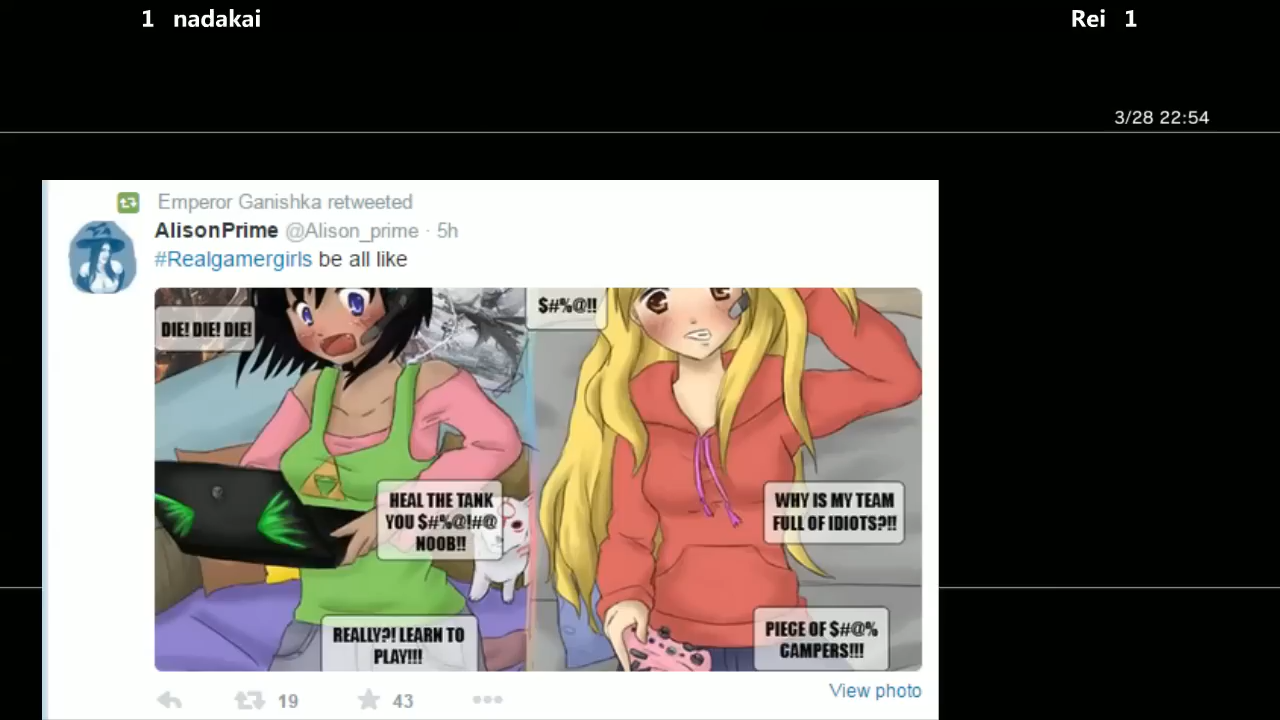 1 nadakai
Rei 1
3/28 22:54
Emperor Ganishka retweeted
AlisonPrime @Alison_prime · 5h
#Realgamergirls be all like
DIE! DIE! DIE!
$#%@!!
HEAL THE TANK
YOU $#%@!#@
NOOB!!
WHY IS MY TEAM
FULL OF IDIOTS?!!
REALLY?! LEARN TO
PLAY!!!
PIECE OF $#@%
CAMPERS!!!
19
43
View photo